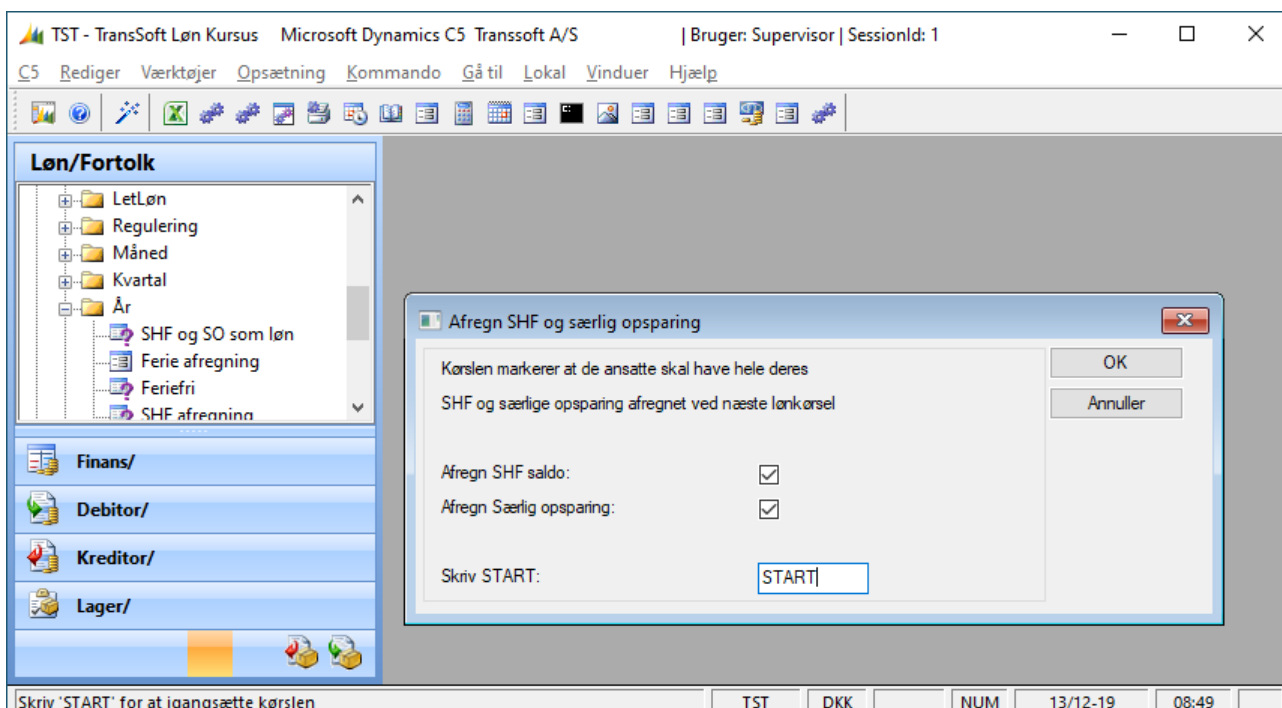 TST - TransSoft Løn Kursus Microsoft Dynamics C5 Transsoft A/S | Bruger: Supervisor | SessionId: 1
C5 Rediger Værktøjer Opsætning Kommando Gå til Lokal Vinduer Hjælp
Løn/Fortolk
LetLøn
Regulering
Måned
Kvartal
År
SHF og SO som løn
Ferie afregning
Feriefri
SHF afregning
Finans/
Debitor/
Kreditor/
Lager/
Afregn SHF og særlig opsparing
Kørslen markerer at de ansatte skal have hele deres
SHF og særlige opsparing afregnet ved næste lønkørsel
Afregn SHF saldo:
Afregn Særlig opsparing:
Skriv START:
START
OK
Annuller
Skriv 'START' for at igangsætte kørslen TST DKK NUM 13/12-19 08:49